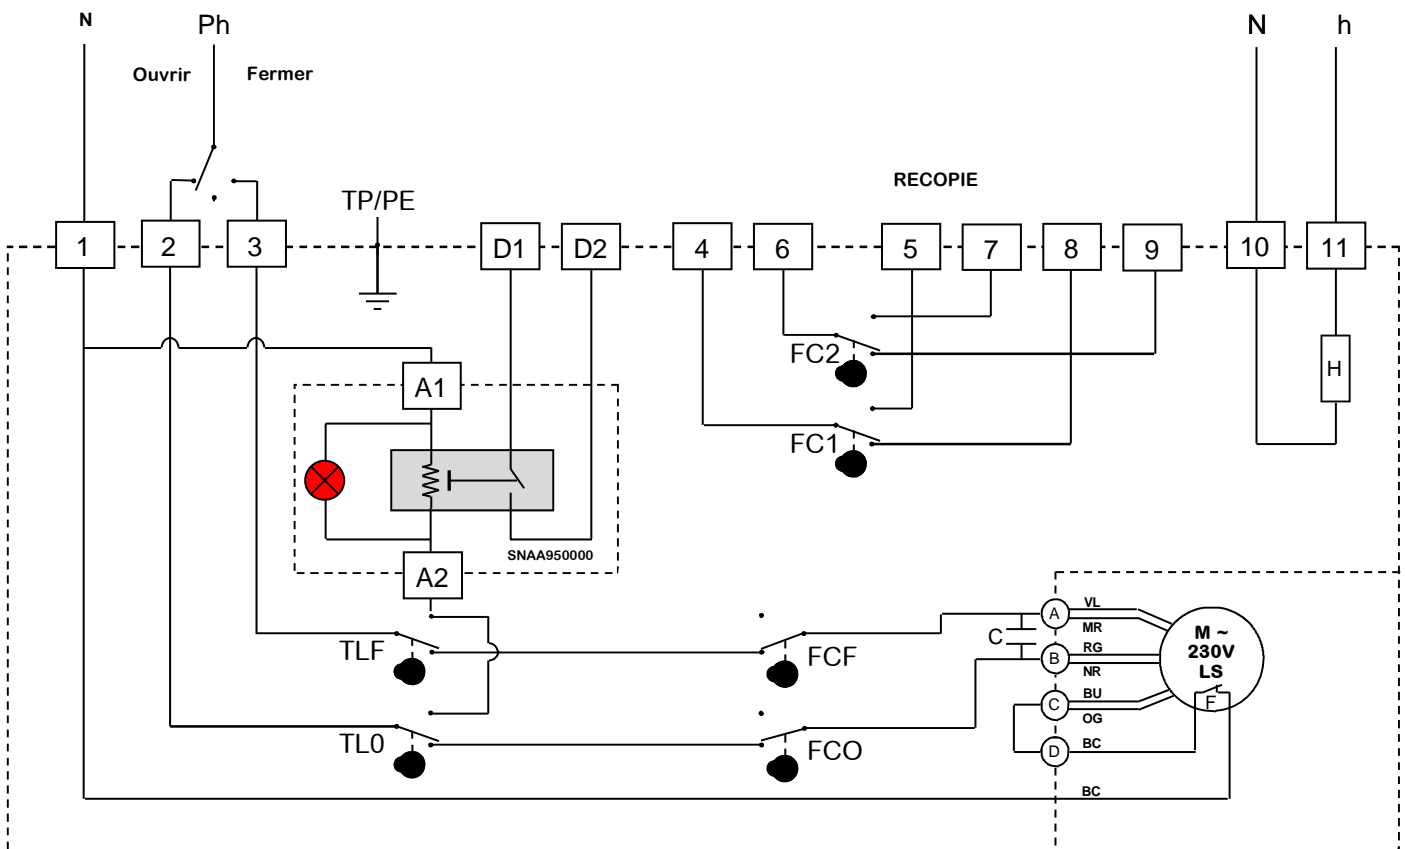 N
Ph
N
h
Ouvrir
Fermer
RECOPIE
TP/PE
1
2
3
D1
D2
4
6
5
7
8
9
10
11
FC2
H
A1
FC1
SNAA950000
A2
A
VL
C
MR
M ~
TLF
FCF
B
RG
230V
NR
LS
C
BU
F
OG
TL0
FCO
D
BC
BC